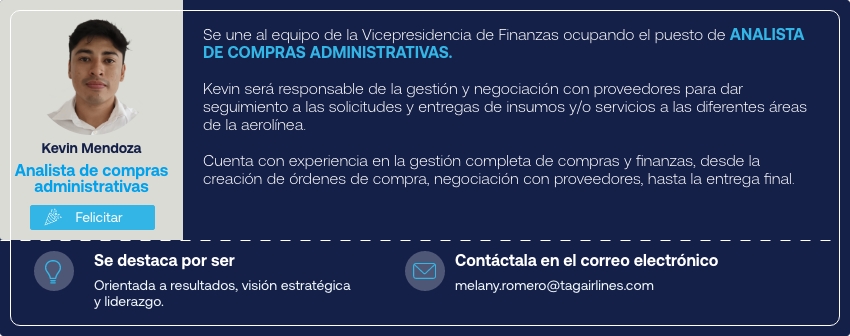 Kevin Mendoza
Analista de compras
administrativas
Felicitar
Se une al equipo de la Vicepresidencia de Finanzas ocupando el puesto de ANALISTA
DE COMPRAS ADMINISTRATIVAS.
Kevin será responsable de la gestión y negociación con proveedores para dar
seguimiento a las solicitudes y entregas de insumos y/o servicios a las diferentes áreas
de la aerolínea.
Cuenta con experiencia en la gestión completa de compras y finanzas, desde la
creación de órdenes de compra, negociación con proveedores, hasta la entrega final.
Se destaca por ser
Orientada a resultados, visión estratégica
y liderazgo.
Contáctala en el correo electrónico
melany.romero@tagairlines.com